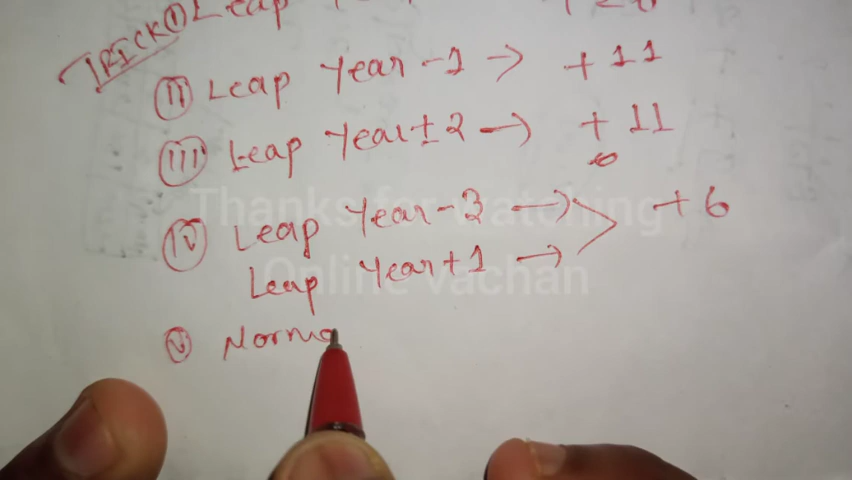 TRICK (i) Leap
(ii) Leap Year - 1 → + 11
(iii) Leap Year ± 2 → + 11
(iv) Leap Year - 3 → + 6
Leap Year + 1 →
(v) Norma
Thanks for watching
Online vachan